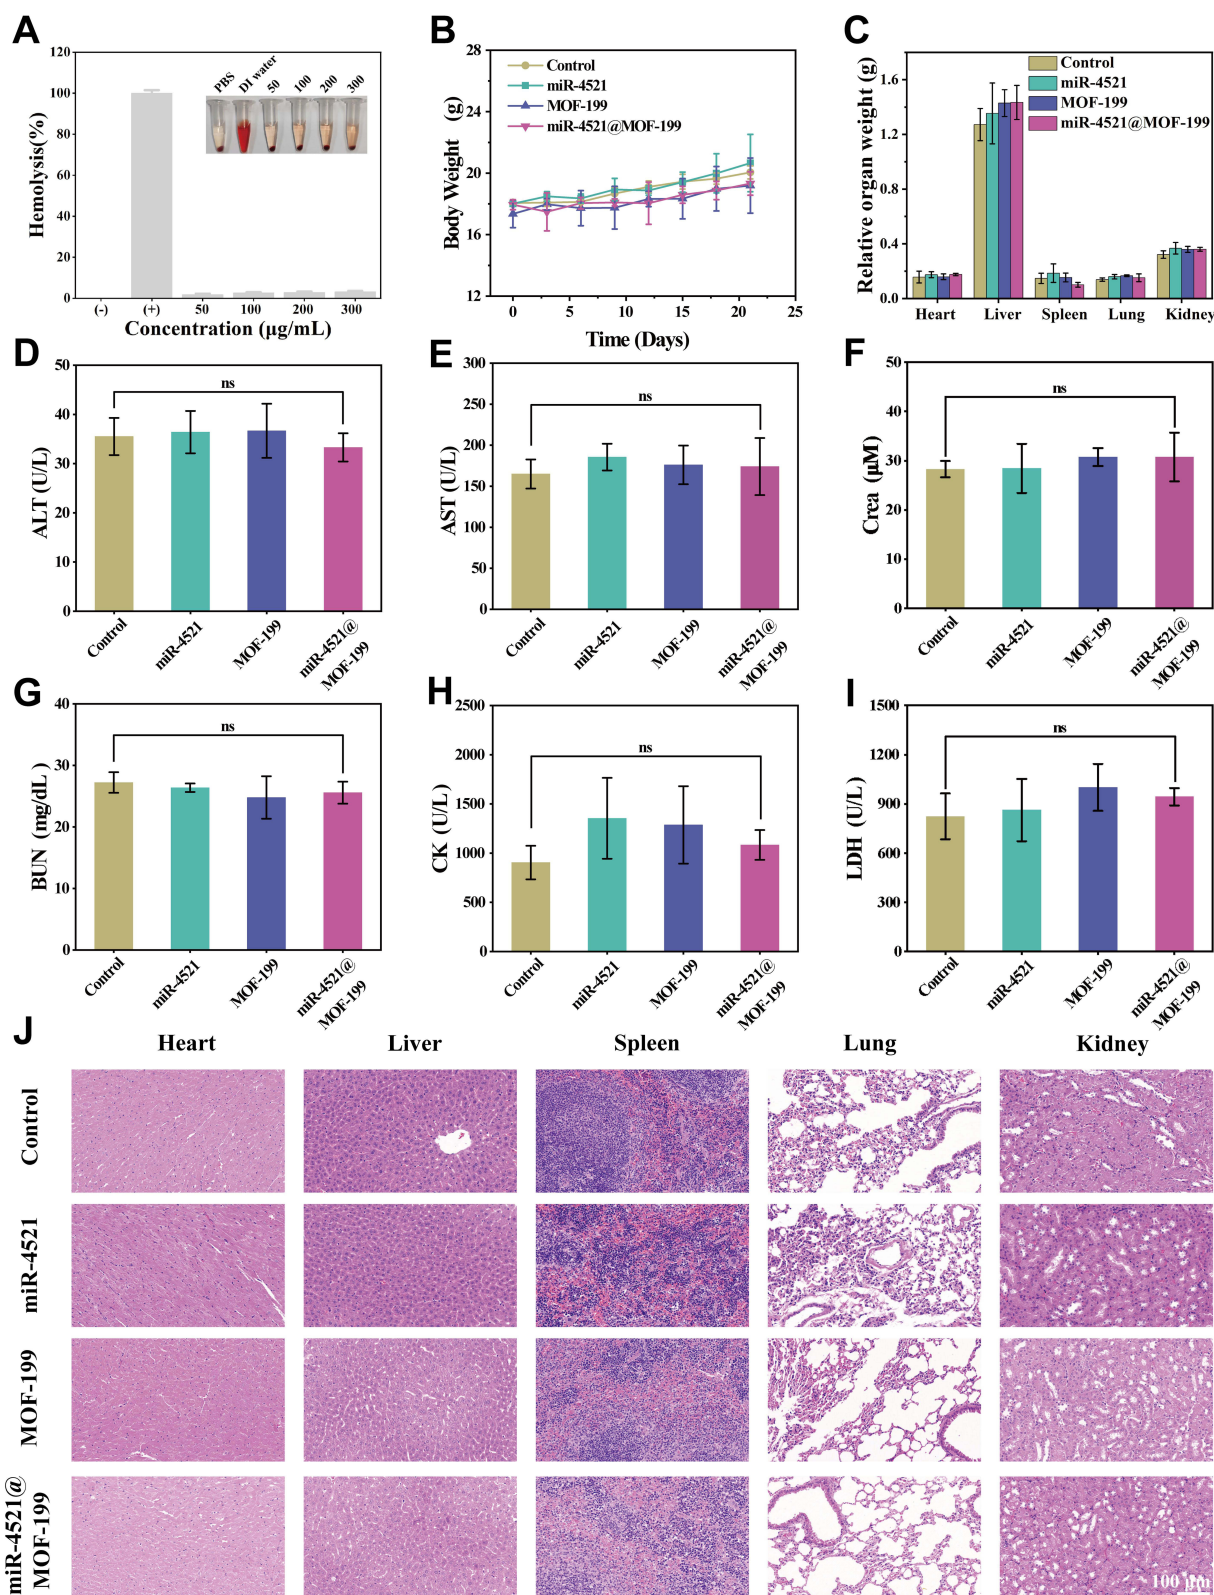 A
120
100
80
60
40
20
0
Hemolysis(%)
PBS
DI water
50
100
200
300
(-)
(+)
50
100
200
300
Concentration (μg/mL)
B
28
24
20
16
12
Body Weight (g)
Control
miR-4521
MOF-199
miR-4521@MOF-199
0
5
10
15
20
25
Time (Days)
C
1.6
1.2
0.8
0.4
0.0
Relative organ weight (g)
Control
miR-4521
MOF-199
miR-4521@MOF-199
Heart
Liver
Spleen
Lung
Kidney
D
50
40
30
20
10
0
ALT (U/L)
ns
Control
miR-4521
MOF-199
miR-4521@
MOF-199
E
300
250
200
150
100
50
0
AST (U/L)
ns
Control
miR-4521
MOF-199
miR-4521@
MOF-199
F
50
40
30
20
10
0
Crea (μM)
ns
Control
miR-4521
MOF-199
miR-4521@
MOF-199
G
40
30
20
10
0
BUN (mg/dL )
ns
Control
miR-4521
MOF-199
miR-4521@
MOF-199
H
2500
2000
1500
1000
500
0
CK (U/L)
ns
Control
miR-4521
MOF-199
miR-4521@
MOF-199
I
1500
1200
900
600
300
0
LDH (U/L)
ns
Control
miR-4521
MOF-199
miR-4521@
MOF-199
J
Heart
Liver
Spleen
Lung
Kidney
Control
miR-4521
MOF-199
miR-4521@
MOF-199
100 μm